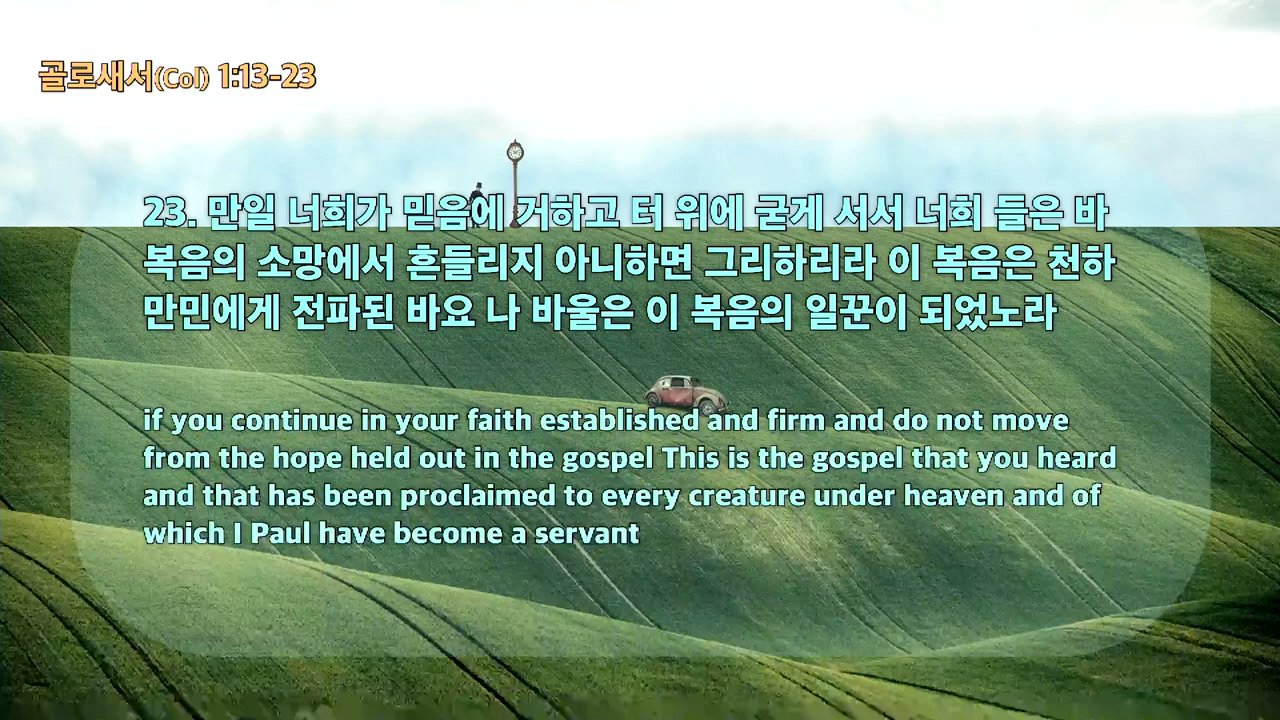 골로새서(Col) 1:13-23
23. 만일 너희가 믿음에 거하고 터 위에 굳게 서서 너희 들은 바
복음의 소망에서 흔들리지 아니하면 그리하리라 이 복음은 천하
만민에게 전파된 바요 나 바울은 이 복음의 일꾼이 되었노라
if you continue in your faith established and firm and do not move
from the hope held out in the gospel This is the gospel that you heard
and that has been proclaimed to every creature under heaven and of
which I Paul have become a servant